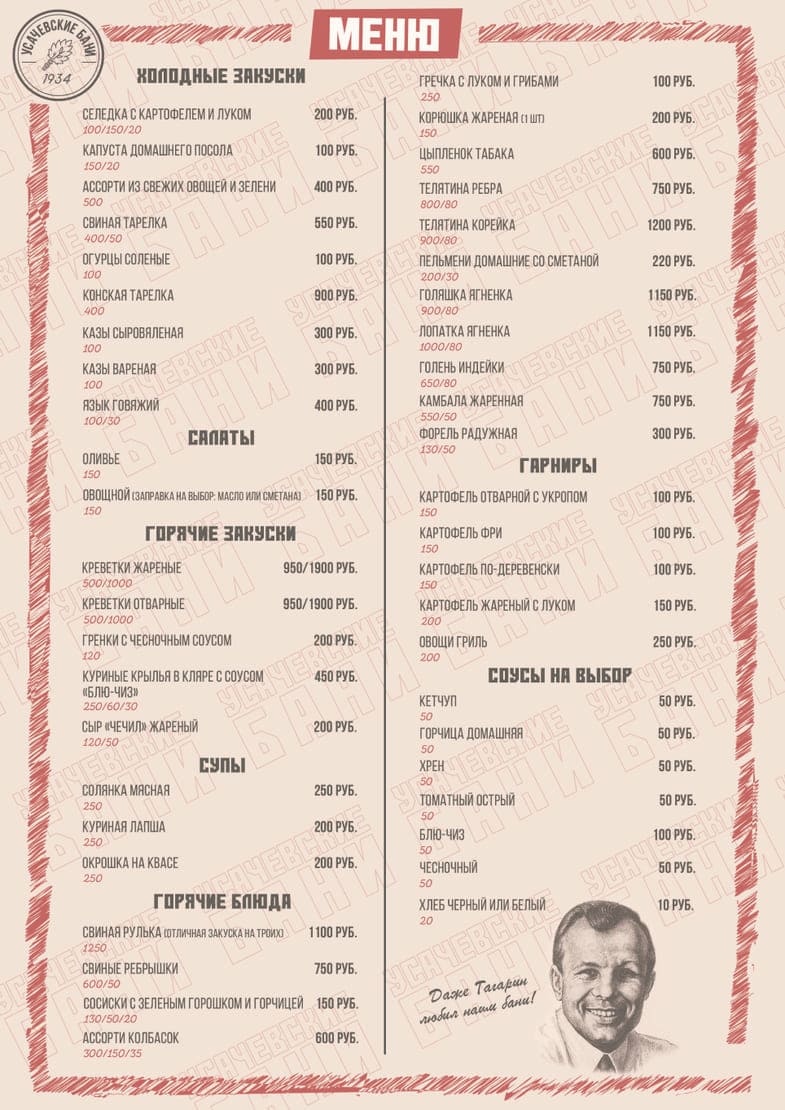 УСАЧЕВСКИЕ БАНИ
1934
МЕНЮ
ХОЛОДНЫЕ ЗАКУСКИ
СЕЛЕДКА С КАРТОФЕЛЕМ И ЛУКОМ 200 РУБ.
100/150/20
КАПУСТА ДОМАШНЕГО ПОСОЛА 100 РУБ.
150/20
АССОРТИ ИЗ СВЕЖИХ ОВОЩЕЙ И ЗЕЛЕНИ 400 РУБ.
500
СВИНАЯ ТАРЕЛКА 550 РУБ.
400/50
ОГУРЦЫ СОЛЕНЫЕ 100 РУБ.
100
КОНСКАЯ ТАРЕЛКА 900 РУБ.
400
КАЗЫ СЫРОВЯЛЕНАЯ 300 РУБ.
100
КАЗЫ ВАРЕНАЯ 300 РУБ.
100
ЯЗЫК ГОВЯЖИЙ 400 РУБ.
100/30
САЛАТЫ
ОЛИВЬЕ 150 РУБ.
150
ОВОЩНОЙ (ЗАПРАВКА НА ВЫБОР: МАСЛО ИЛИ СМЕТАНА) 150 РУБ.
150
ГОРЯЧИЕ ЗАКУСКИ
КРЕВЕТКИ ЖАРЕНЫЕ 950/1900 РУБ.
500/1000
КРЕВЕТКИ ОТВАРНЫЕ 950/1900 РУБ.
500/1000
ГРЕНКИ С ЧЕСНОЧНЫМ СОУСОМ 200 РУБ.
120
КУРИНЫЕ КРЫЛЬЯ В КЛЯРЕ С СОУСОМ 450 РУБ.
«БЛЮ-ЧИЗ»
250/60/30
СЫР «ЧЕЧИЛ» ЖАРЕНЫЙ 200 РУБ.
120/50
СУПЫ
СОЛЯНКА МЯСНАЯ 250 РУБ.
250
КУРИНАЯ ЛАПША 200 РУБ.
250
ОКРОШКА НА КВАСЕ 200 РУБ.
250
ГОРЯЧИЕ БЛЮДА
СВИНАЯ РУЛЬКА (ОТЛИЧНАЯ ЗАКУСКА НА ТРОИХ) 1100 РУБ.
1250
СВИНЫЕ РЕБРЫШКИ 750 РУБ.
600/50
СОСИСКИ С ЗЕЛЕНЫМ ГОРОШКОМ И ГОРЧИЦЕЙ 150 РУБ.
130/50/20
АССОРТИ КОЛБАСОК 600 РУБ.
300/150/35
ГРЕЧКА С ЛУКОМ И ГРИБАМИ 100 РУБ.
250
КОРЮШКА ЖАРЕНАЯ (1 ШТ) 200 РУБ.
150
ЦЫПЛЕНОК ТАБАКА 600 РУБ.
550
ТЕЛЯТИНА РЕБРА 750 РУБ.
800/80
ТЕЛЯТИНА КОРЕЙКА 1200 РУБ.
900/80
ПЕЛЬМЕНИ ДОМАШНИЕ СО СМЕТАНОЙ 220 РУБ.
200/30
ГОЛЯШКА ЯГНЕНКА 1150 РУБ.
900/80
ЛОПАТКА ЯГНЕНКА 1150 РУБ.
1000/80
ГОЛЕНЬ ИНДЕЙКИ 750 РУБ.
650/80
КАМБАЛА ЖАРЕННАЯ 750 РУБ.
550/50
ФОРЕЛЬ РАДУЖНАЯ 300 РУБ.
130/50
ГАРНИРЫ
КАРТОФЕЛЬ ОТВАРНОЙ С УКРОПОМ 100 РУБ.
150
КАРТОФЕЛЬ ФРИ 100 РУБ.
150
КАРТОФЕЛЬ ПО-ДЕРЕВЕНСКИ 100 РУБ.
150
КАРТОФЕЛЬ ЖАРЕНЫЙ С ЛУКОМ 150 РУБ.
200
ОВОЩИ ГРИЛЬ 250 РУБ.
200
СОУСЫ НА ВЫБОР
КЕТЧУП 50 РУБ.
50
ГОРЧИЦА ДОМАШНЯЯ 50 РУБ.
50
ХРЕН 50 РУБ.
50
ТОМАТНЫЙ ОСТРЫЙ 50 РУБ.
50
БЛЮ-ЧИЗ 100 РУБ.
50
ЧЕСНОЧНЫЙ 50 РУБ.
50
ХЛЕБ ЧЕРНЫЙ ИЛИ БЕЛЫЙ 10 РУБ.
20
Даже Гагарин
любил наши бани!